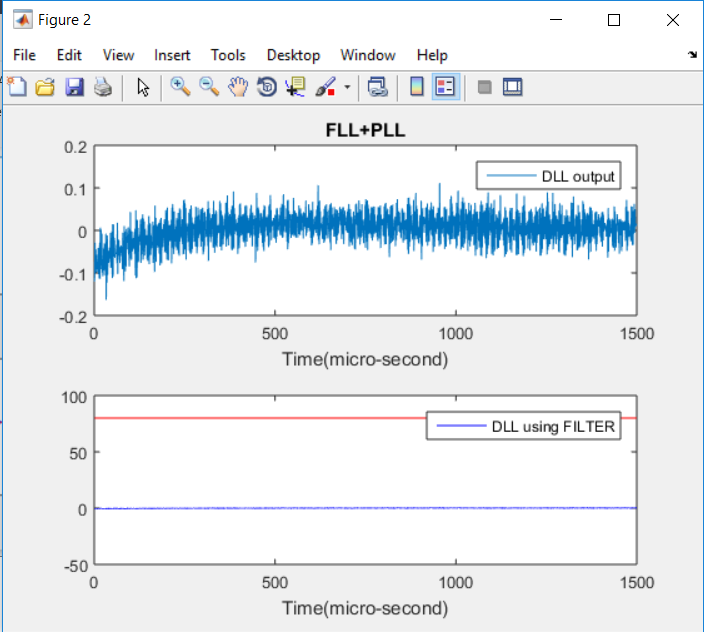 Figure 2
File Edit View Insert Tools Desktop Window Help
FLL+PLL
0.2
0.1
0
-0.1
-0.2
DLL output
0 500 1000 1500
Time(micro-second)
100
50
0
-50
DLL using FILTER
0 500 1000 1500
Time(micro-second)